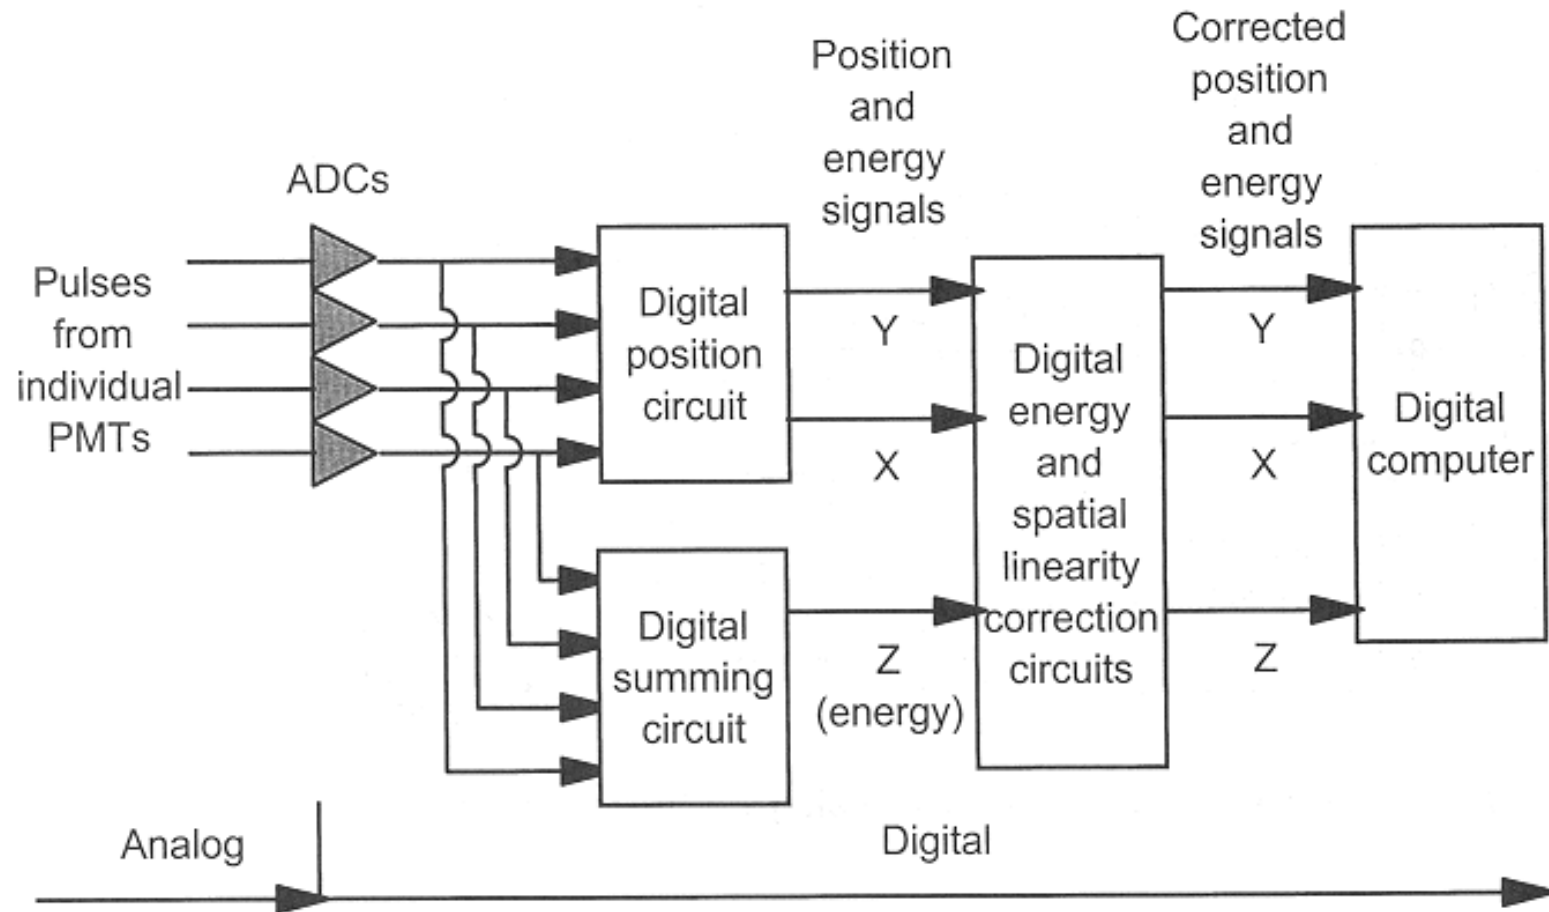 Position
and
energy
signals
Corrected
position
and
energy
signals
ADCs
Pulses
from
individual
PMTs
Digital
position
circuit
Y
X
Digital
summing
circuit
Z
(energy)
Digital
energy
and
spatial
linearity
correction
circuits
Y
X
Z
Digital
computer
Analog
Digital